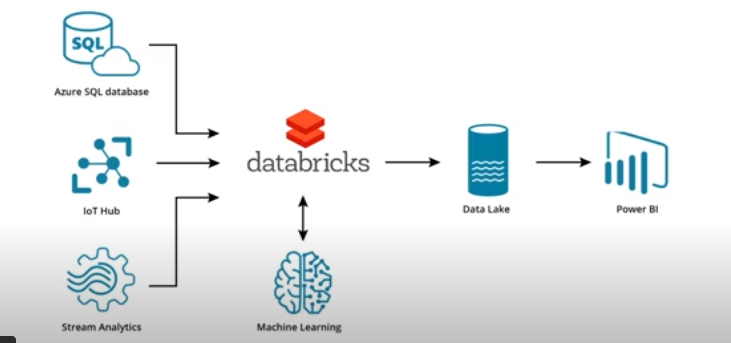 SQL
Azure SQL database
IoT Hub
databricks
Data Lake
Power BI
Stream Analytics
Machine Learning